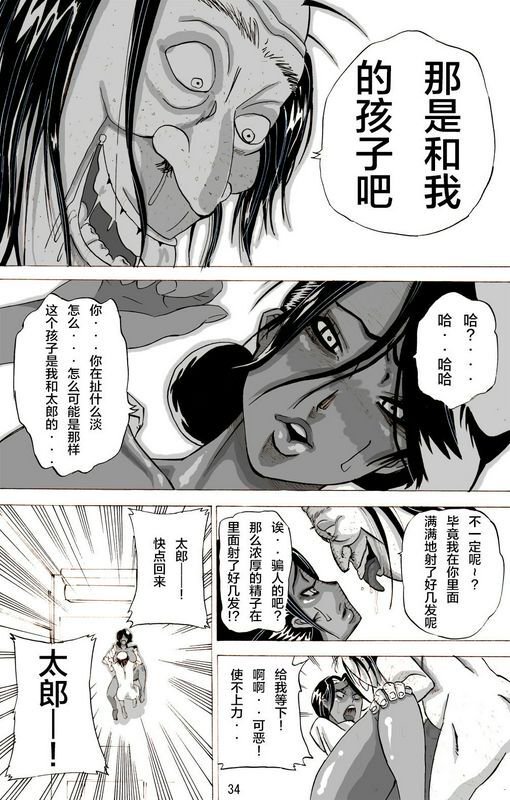 那是和我
的孩子吧
哈？．．．
哈．．哈哈
你．．．你在扯什么淡
怎么．．．怎么可能是那样
这个孩子是我和太郎的．．．
不一定呢～？
毕竟我在你里面
满满地射了好几发呢
诶．．骗人的吧？
那么浓厚的精子在
里面射了好几发！？
给我等下！
啊啊．．可恶！
使不上力．．．
太郎——！
快点回来
太郎—！
34